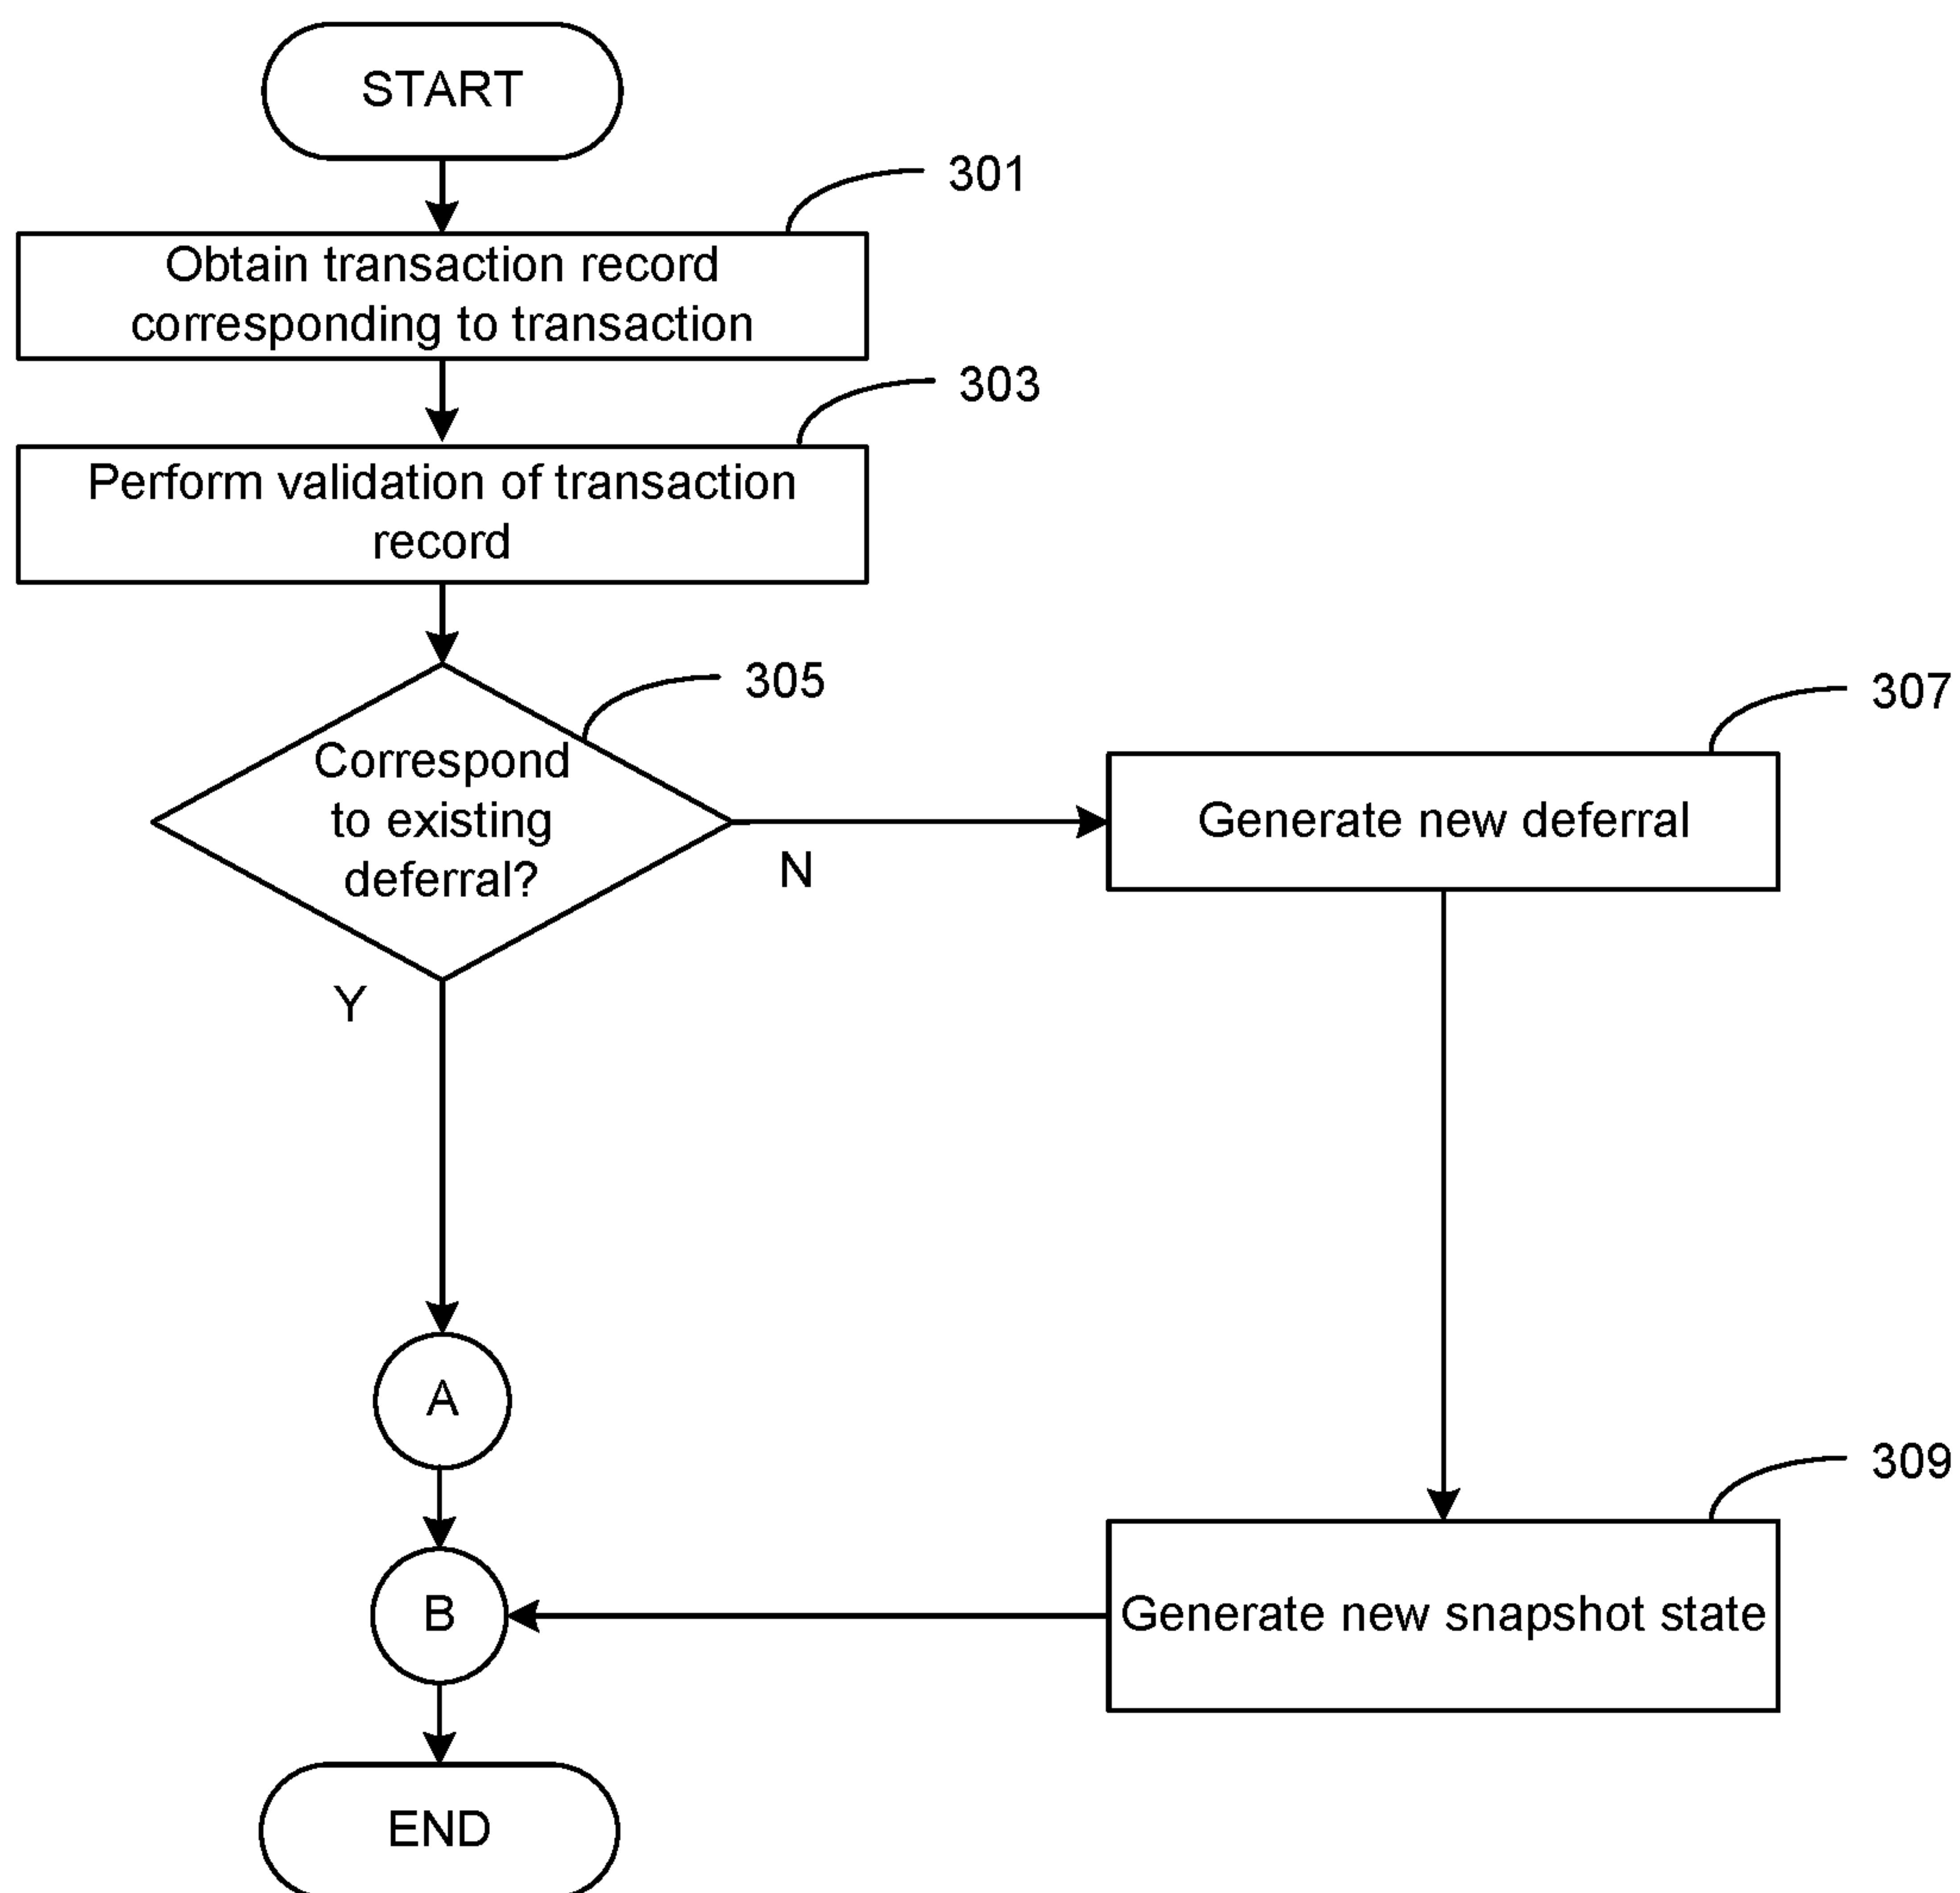 START
301
Obtain transaction record
corresponding to transaction
303
Perform validation of transaction
record
305
Correspond
to existing
deferral?
N
Y
307
Generate new deferral
A
309
Generate new snapshot state
B
END